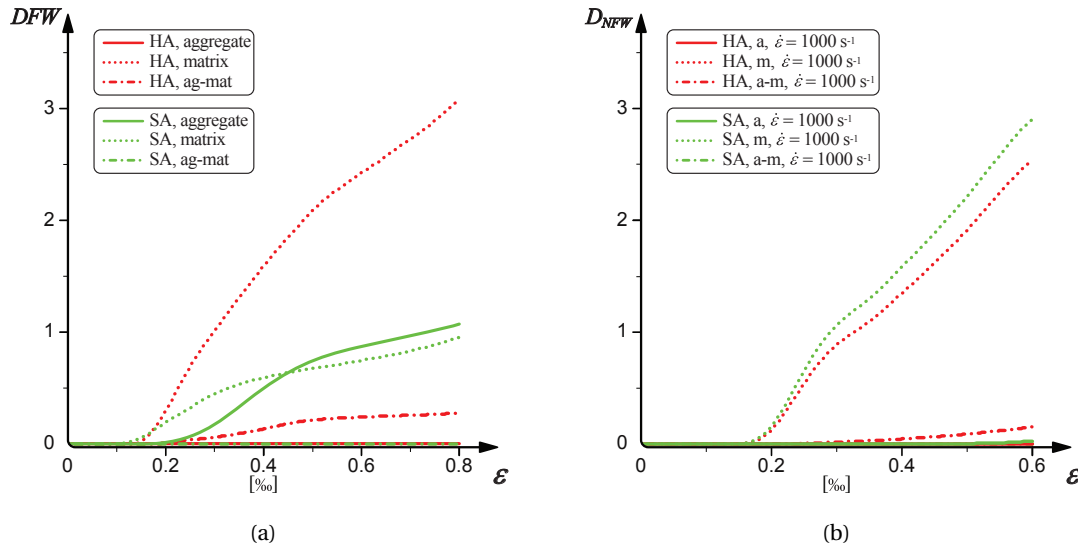 DFW
HA, aggregate
HA, matrix
HA, ag-mat
SA, aggregate
SA, matrix
SA, ag-mat
3
2
1
0
0 0.2 0.4 0.6 0.8
[‰]
ε
(a)
D_NFW
HA, a, ε̇ = 1000 s⁻¹
HA, m, ε̇ = 1000 s⁻¹
HA, a-m, ε̇ = 1000 s⁻¹
SA, a, ε̇ = 1000 s⁻¹
SA, m, ε̇ = 1000 s⁻¹
SA, a-m, ε̇ = 1000 s⁻¹
3
2
1
0
0 0.2 0.4 0.6
[‰]
ε
(b)